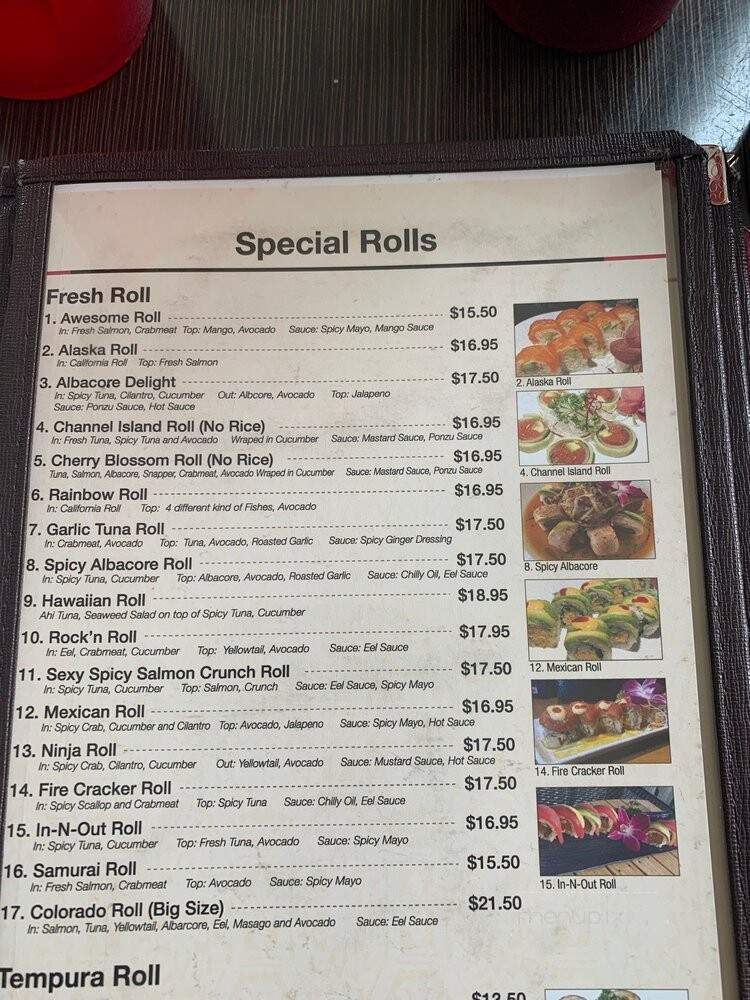 Special Rolls
Fresh Roll
1. Awesome Roll $15.50
In: Fresh Salmon, Crabmeat Top: Mango, Avocado Sauce: Spicy Mayo, Mango Sauce
2. Alaska Roll $16.95
In: California Roll Top: Fresh Salmon
3. Albacore Delight $17.50
In: Spicy Tuna, Cilantro, Cucumber Out: Albcore, Avocado Top: Jalapeno
Sauce: Ponzu Sauce, Hot Sauce
4. Channel Island Roll (No Rice) $16.95
In: Fresh Tuna, Spicy Tuna and Avocado Wraped in Cucumber Sauce: Mastard Sauce, Ponzu Sauce
5. Cherry Blossom Roll (No Rice) $16.95
Tuna, Salmon, Albacore, Snapper, Crabmeat, Avocado Wraped in Cucumber Sauce: Mastard Sauce, Ponzu Sauce
6. Rainbow Roll $16.95
In: California Roll Top: 4 different kind of Fishes, Avocado
7. Garlic Tuna Roll $17.50
In: Crabmeat, Avocado Top: Tuna, Avocado, Roasted Garlic Sauce: Spicy Ginger Dressing
8. Spicy Albacore Roll $17.50
In: Spicy Tuna, Cucumber Top: Albacore, Avocado, Roasted Garlic Sauce: Chilly Oil, Eel Sauce
9. Hawaiian Roll $18.95
Ahi Tuna, Seaweed Salad on top of Spicy Tuna, Cucumber
10. Rock'n Roll $17.95
In: Eel, Crabmeat, Cucumber Top: Yellowtail, Avocado Sauce: Eel Sauce
11. Sexy Spicy Salmon Crunch Roll $17.50
In: Spicy Tuna, Cucumber Top: Salmon, Crunch Sauce: Eel Sauce, Spicy Mayo
12. Mexican Roll $16.95
In: Spicy Crab, Cucumber and Cilantro Top: Avocado, Jalapeno Sauce: Spicy Mayo, Hot Sauce
13. Ninja Roll $17.50
In: Spicy Crab, Cilantro, Cucumber Out: Yellowtail, Avocado Sauce: Mustard Sauce, Hot Sauce
14. Fire Cracker Roll $17.50
In: Spicy Scallop and Crabmeat Top: Spicy Tuna Sauce: Chilly Oil, Eel Sauce
15. In-N-Out Roll $16.95
In: Spicy Tuna, Cucumber Top: Fresh Tuna, Avocado Sauce: Spicy Mayo
16. Samurai Roll $15.50
In: Fresh Salmon, Crabmeat Top: Avocado Sauce: Spicy Mayo
17. Colorado Roll (Big Size) $21.50
In: Salmon, Tuna, Yellowtail, Albarcore, Eel, Masago and Avocado Sauce: Eel Sauce
Tempura Roll
$12.50
2. Alaska Roll
4. Channel Island Roll
8. Spicy Albacore
12. Mexican Roll
14. Fire Cracker Roll
15. In-N-Out Roll